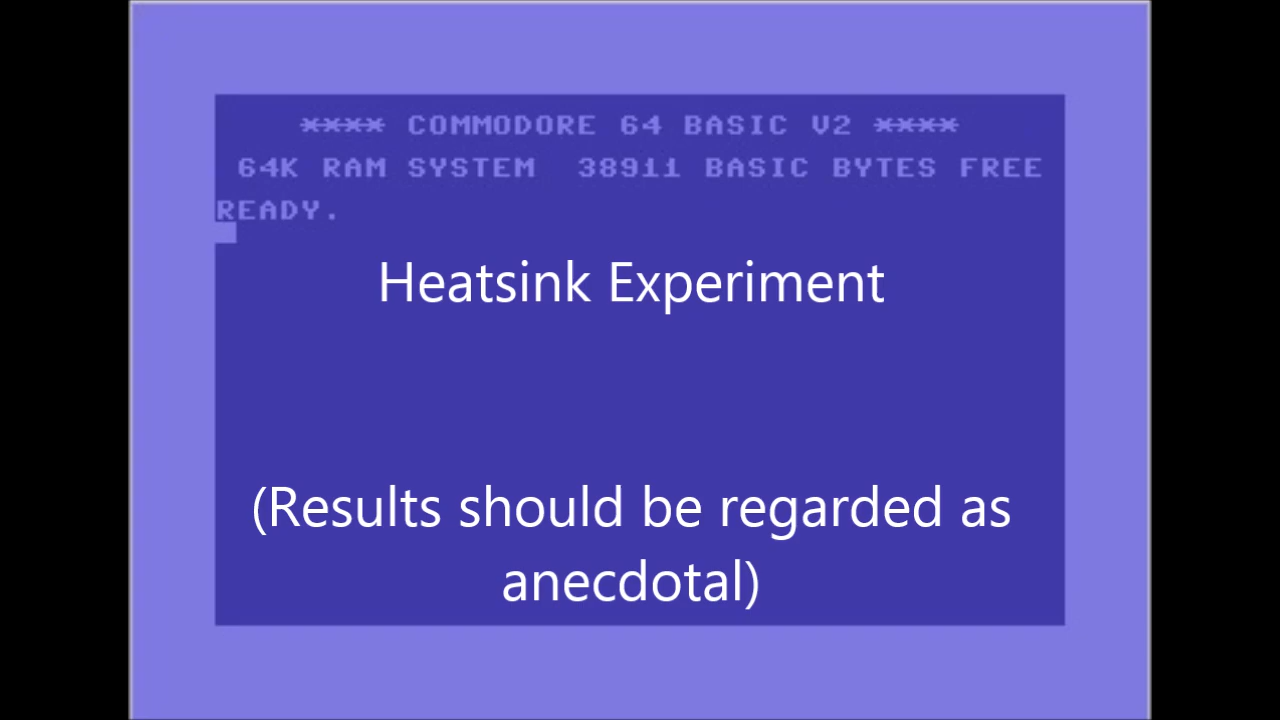 **** COMMODORE 64 BASIC V2 ****
64K RAM SYSTEM  38911 BASIC BYTES FREE
READY.
Heatsink Experiment
(Results should be regarded as
anecdotal)